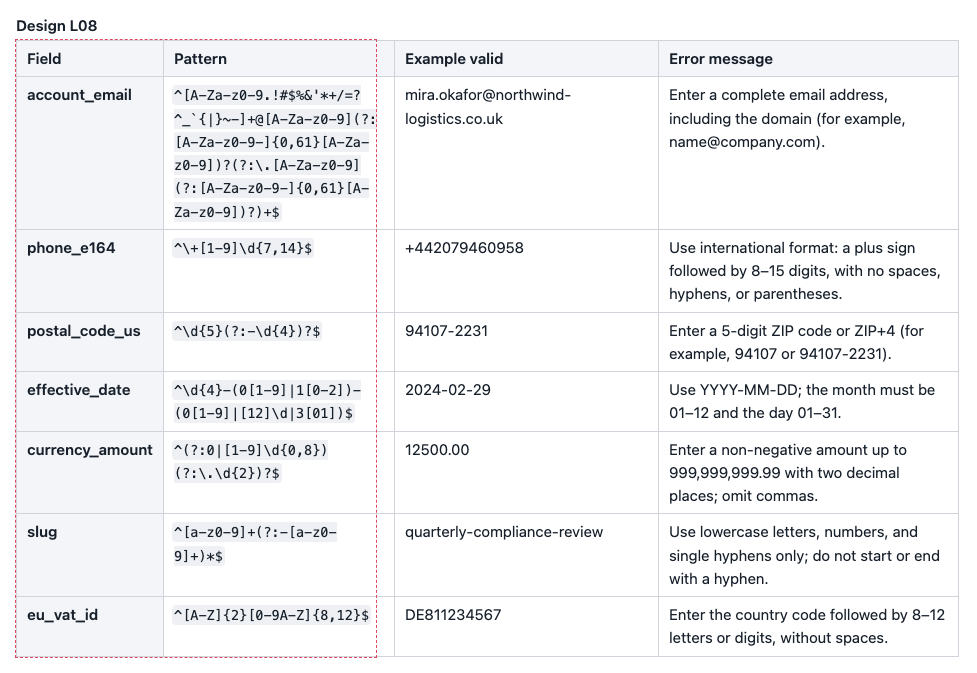 Design L08
Field
Pattern
Example valid
Error message
account_email
^[A-Za-z0-9.!#$%&'*+/=?
^_`{|}~-]+@[A-Za-z0-9](?:
[A-Za-z0-9-]{0,61}[A-Za-
z0-9])?(?:\.[A-Za-z0-9]
(?:[A-Za-z0-9-]{0,61}[A-
Za-z0-9])?)+$
mira.okafor@northwind-
logistics.co.uk
Enter a complete email address,
including the domain (for example,
name@company.com).
phone_e164
^\+[1-9]\d{7,14}$
+442079460958
Use international format: a plus sign
followed by 8–15 digits, with no spaces,
hyphens, or parentheses.
postal_code_us
^\d{5}(?:-\d{4})?$
94107-2231
Enter a 5-digit ZIP code or ZIP+4 (for
example, 94107 or 94107-2231).
effective_date
^\d{4}-(0[1-9]|1[0-2])-
(0[1-9]|[12]\d|3[01])$
2024-02-29
Use YYYY-MM-DD; the month must be
01–12 and the day 01–31.
currency_amount
^(?:0|[1-9]\d{0,8})
(?:\.\d{2})?$
12500.00
Enter a non-negative amount up to
999,999,999.99 with two decimal
places; omit commas.
slug
^[a-z0-9]+(?:-[a-z0-
9]+)*$
quarterly-compliance-review
Use lowercase letters, numbers, and
single hyphens only; do not start or end
with a hyphen.
eu_vat_id
^[A-Z]{2}[0-9A-Z]{8,12}$
DE811234567
Enter the country code followed by 8–12
letters or digits, without spaces.